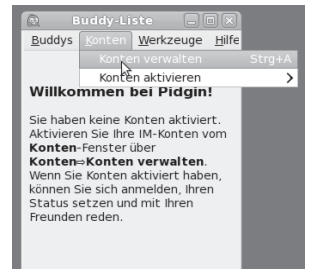 Buddy-Liste
Buddys Konten Werkzeuge Hilfe
Konten verwalten Strg+A
Konten aktivieren
Willkommen bei Pidgin!
Sie haben keine Konten aktiviert.
Aktivieren Sie Ihre IM-Konten vom
Konten-Fenster über
Konten⇨Konten verwalten.
Wenn Sie Konten aktiviert haben,
können Sie sich anmelden, Ihren
Status setzen und mit Ihren
Freunden reden.